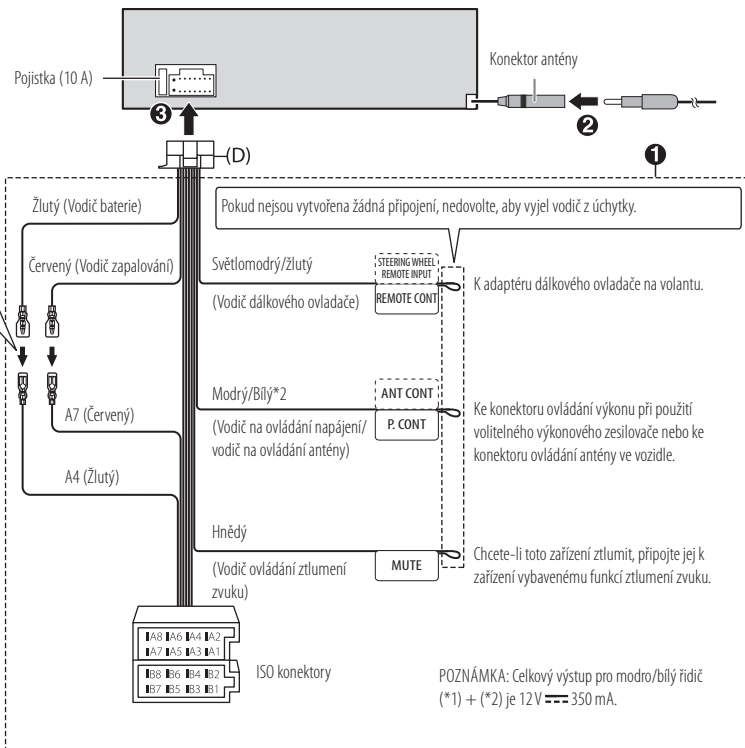 Pojistka (10 A)
Konektor antény
❸
❷
(D)
❶
Žlutý (Vodič baterie)
Pokud nejsou vytvořena žádná připojení, nedovolte, aby vyjel vodič z úchytky.
Červený (Vodič zapalování)
Světlomodrý/žlutý
(Vodič dálkového ovladače)
STEERING WHEEL
REMOTE INPUT
REMOTE CONT
K adaptéru dálkového ovladače na volantu.
Modrý/Bílý*2
(Vodič na ovládání napájení/
vodič na ovládání antény)
ANT CONT
P. CONT
Ke konektoru ovládání výkonu při použití
volitelného výkonového zesilovače nebo ke
konektoru ovládání antény ve vozidle.
A7 (Červený)
A4 (Žlutý)
Hnědý
(Vodič ovládání ztlumení
zvuku)
MUTE
Chcete-li toto zařízení ztlumit, připojte jej k
zařízení vybavenému funkcí ztlumení zvuku.
A8 A6 A4 A2
A7 A5 A3 A1
B8 B6 B4 B2
B7 B5 B3 B1
ISO konektory
POZNÁMKA: Celkový výstup pro modro/bílý řidič
(*1) + (*2) je 12 V ⎓ 350 mA.